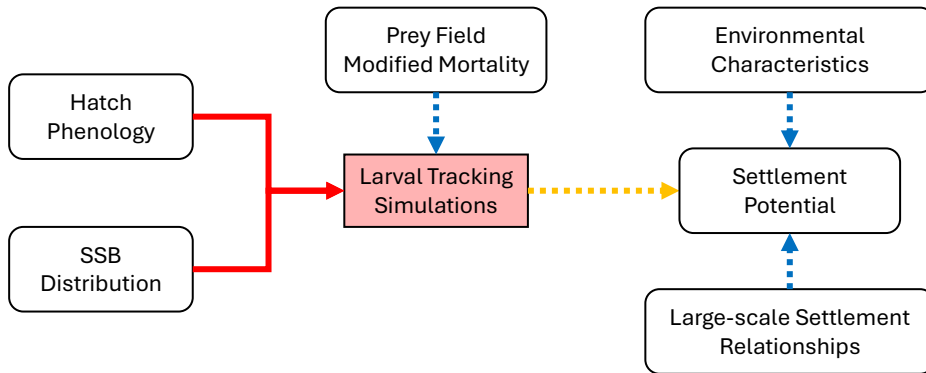 Prey Field
Modified Mortality
Environmental
Characteristics
Hatch
Phenology
Larval Tracking
Simulations
Settlement
Potential
SSB
Distribution
Large-scale Settlement
Relationships